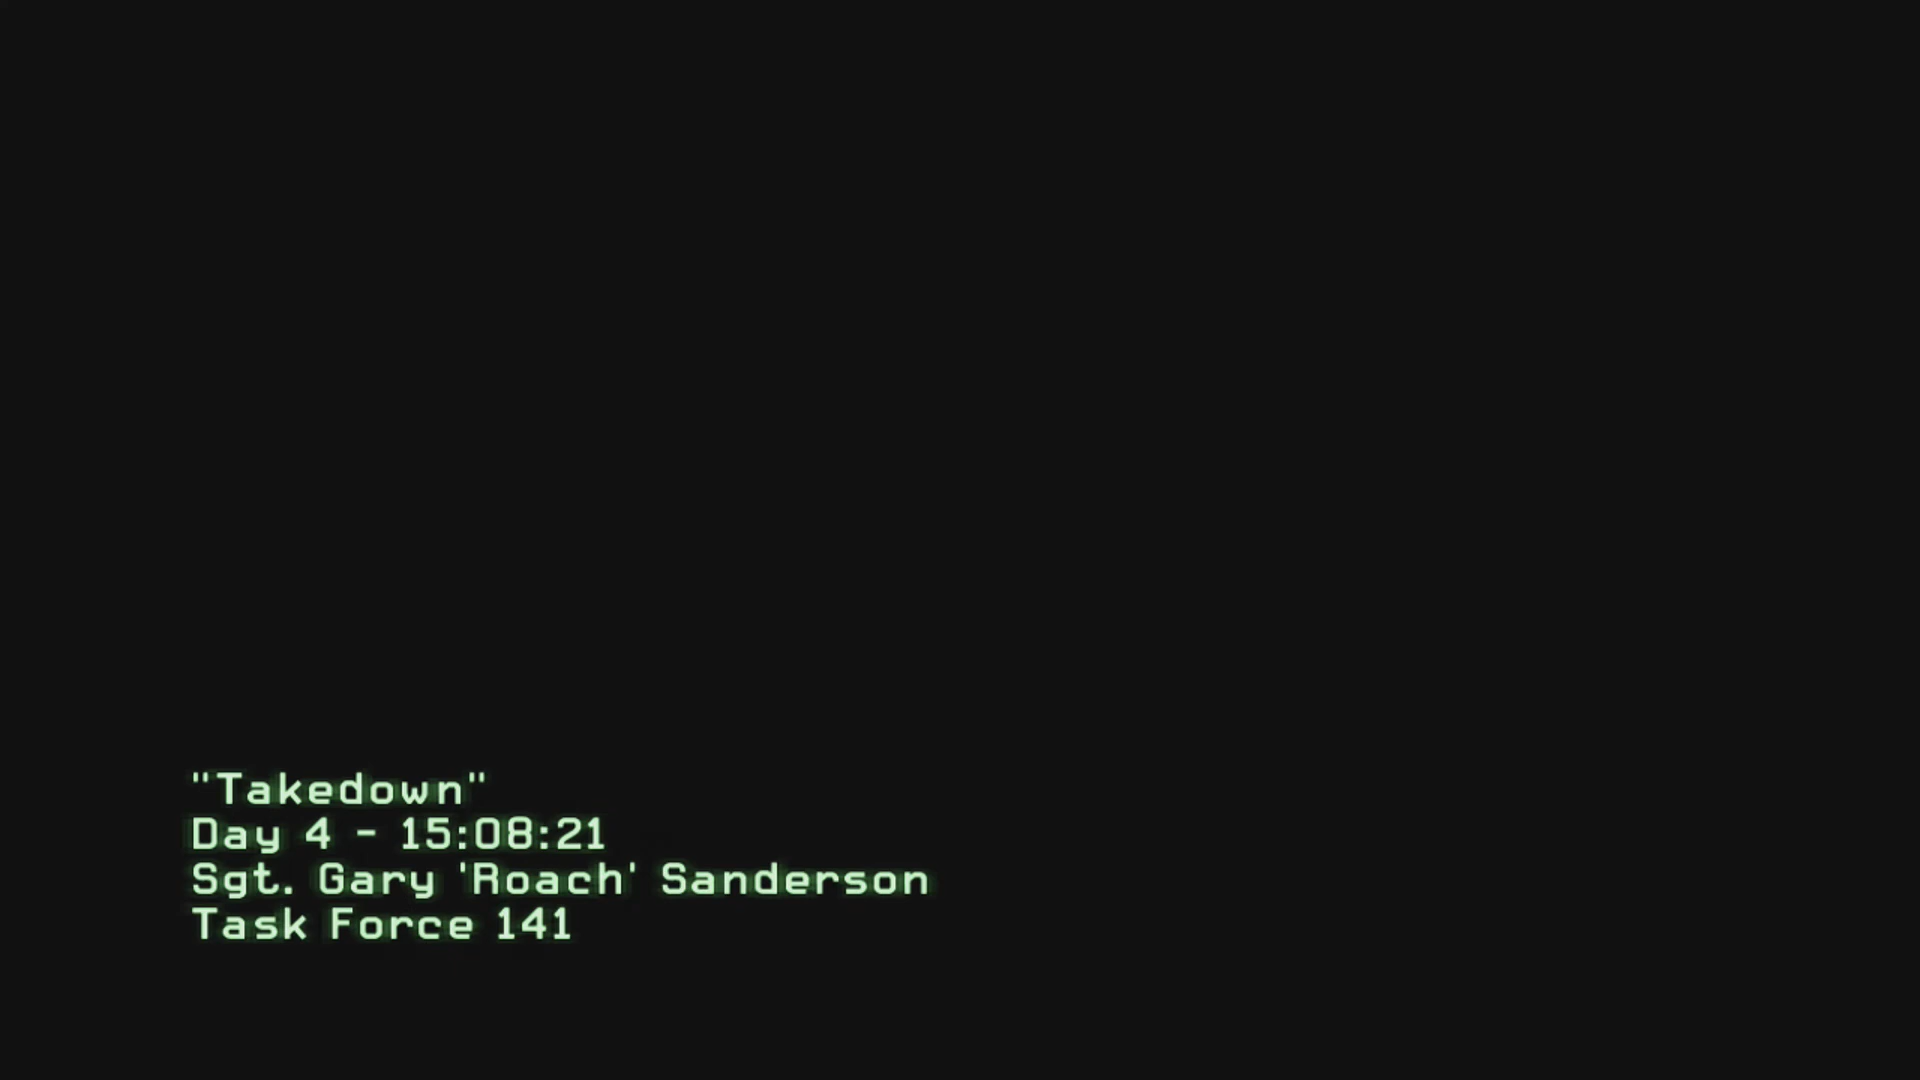 "Takedown"
Day 4 - 15:08:21
Sgt. Gary 'Roach' Sanderson
Task Force 141